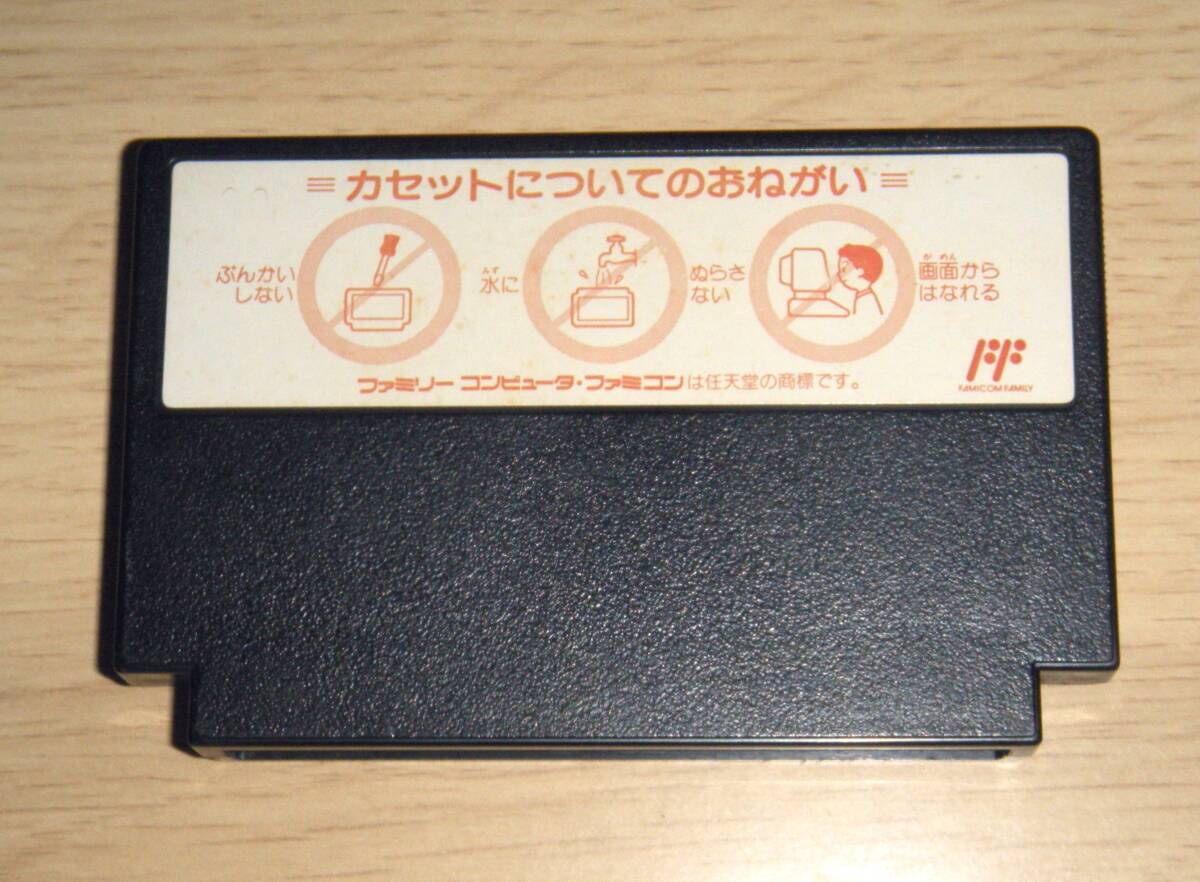 カセットについてのおねがい
ぶんかい
しない
みず
水に
ぬらさ
ない
が めん
画面から
はなれる
FAMICOM FAMILY
ファミリー コンピュータ・ファミコンは任天堂の商標です。